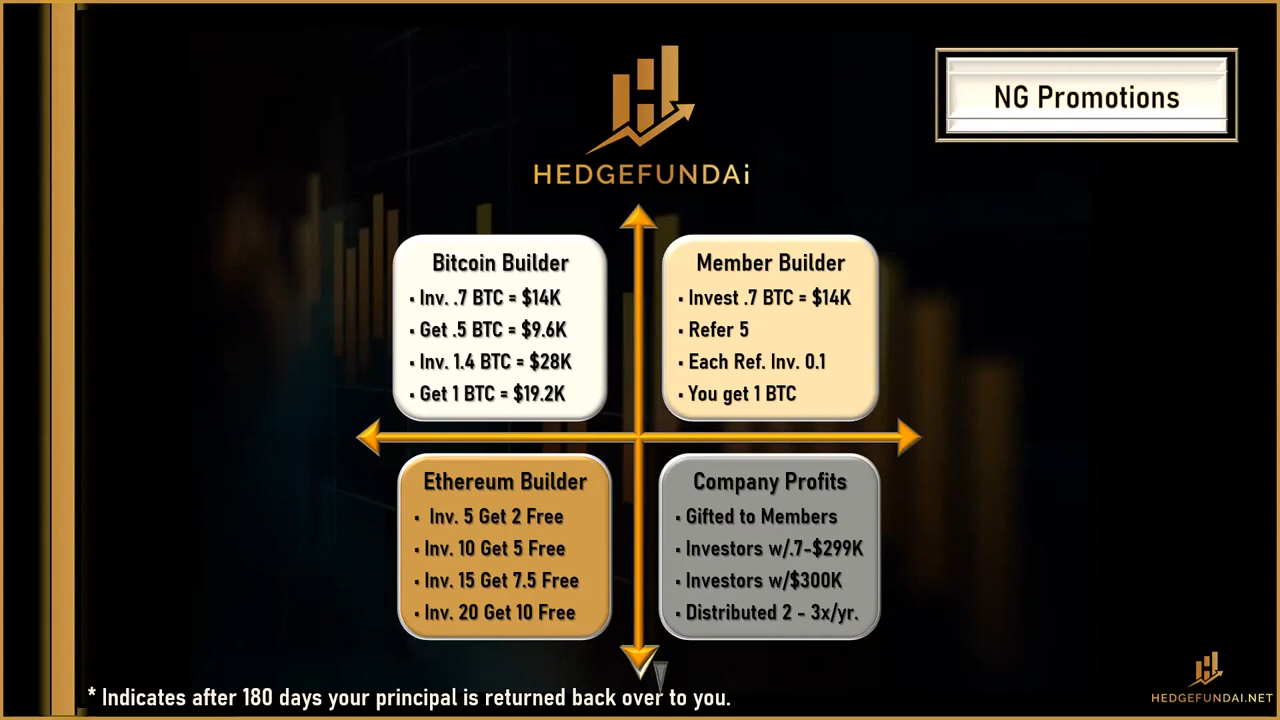 NG Promotions
HEDGEFUNDAi
Bitcoin Builder
· Inv. .7 BTC = $14K
· Get .5 BTC = $9.6K
· Inv. 1.4 BTC = $28K
· Get 1 BTC = $19.2K
Member Builder
· Invest .7 BTC = $14K
· Refer 5
· Each Ref. Inv. 0.1
· You get 1 BTC
Ethereum Builder
· Inv. 5 Get 2 Free
· Inv. 10 Get 5 Free
· Inv. 15 Get 7.5 Free
· Inv. 20 Get 10 Free
Company Profits
· Gifted to Members
· Investors w/.7-$299K
· Investors w/$300K
· Distributed 2 - 3x/yr.
* Indicates after 180 days your principal is returned back over to you.
HEDGEFUNDAI.NET